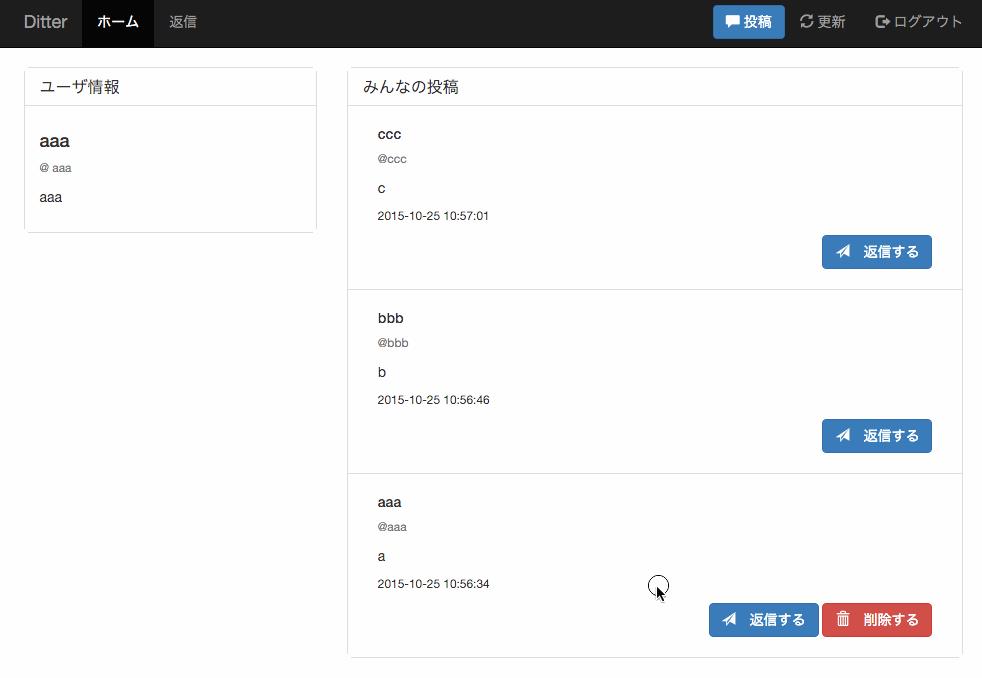 Ditter ホーム 返信 投稿 更新 ログアウト
ユーザ情報
aaa
@ aaa
aaa
みんなの投稿
ccc
@ccc
c
2015-10-25 10:57:01
返信する
bbb
@bbb
b
2015-10-25 10:56:46
返信する
aaa
@aaa
a
2015-10-25 10:56:34
返信する 削除する